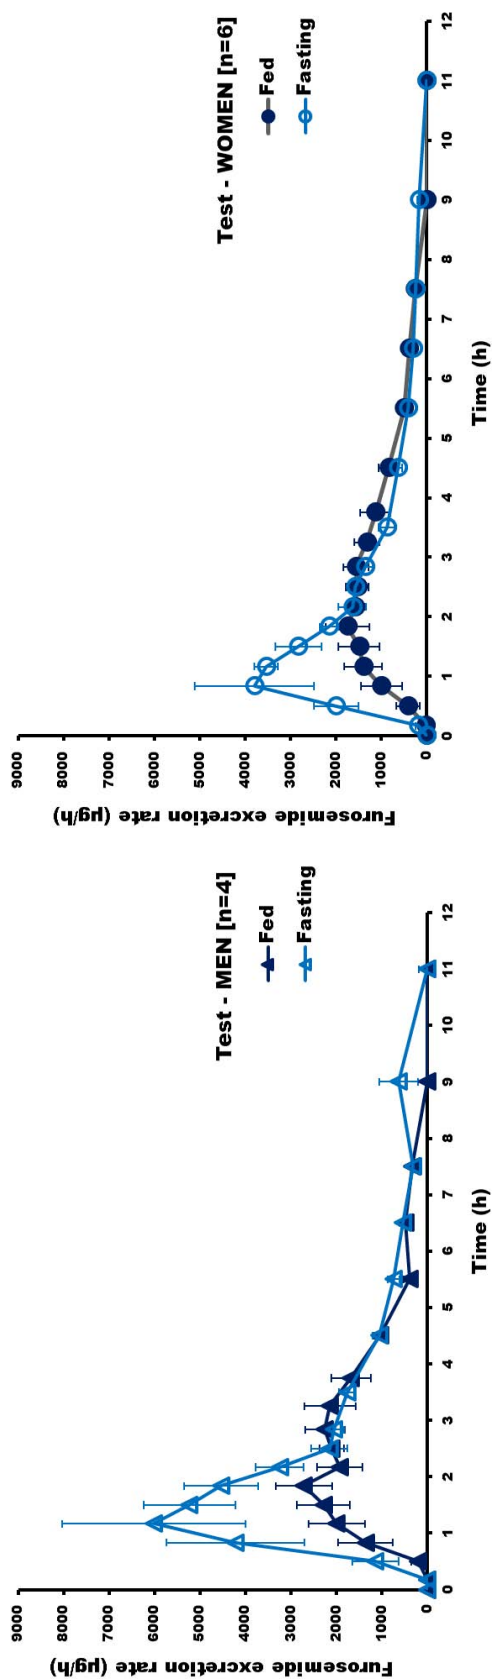 Test - MEN [n=4]
Fed
Fasting
Furosemide excretion rate (µg/h)
9000
8000
7000
6000
5000
4000
3000
2000
1000
0
0 1 2 3 4 5 6 7 8 9 10 11 12
Time (h)
Test - WOMEN [n=6]
Fed
Fasting
Furosemide excretion rate (µg/h)
9000
8000
7000
6000
5000
4000
3000
2000
1000
0
0 1 2 3 4 5 6 7 8 9 10 11 12
Time (h)